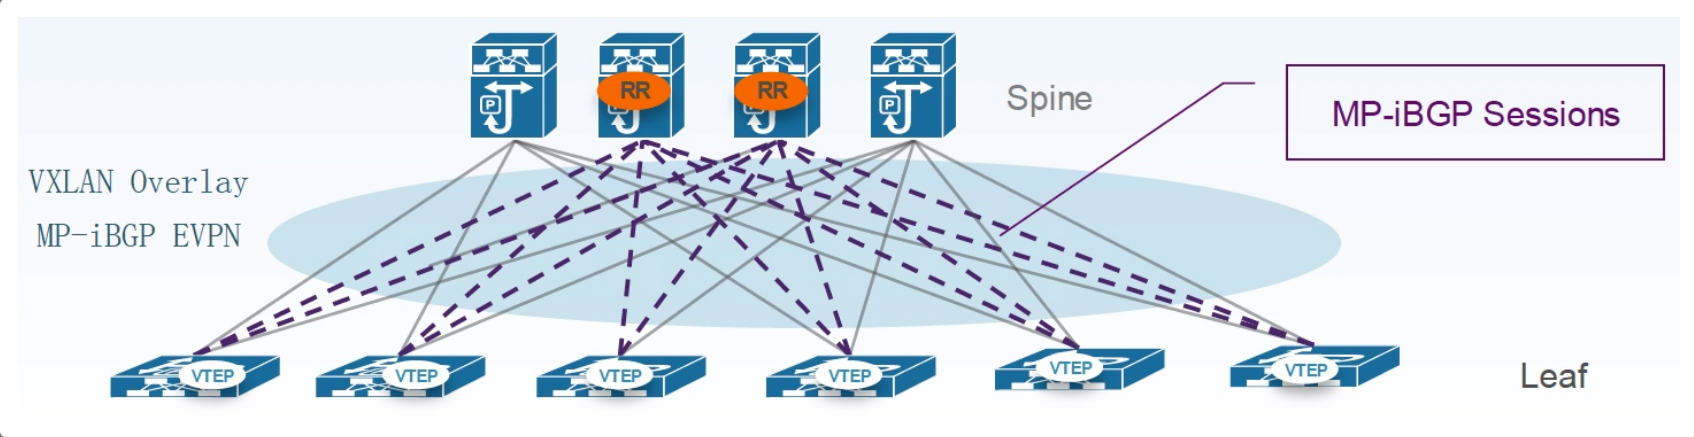 RR
RR
P
P
P
P
Spine
MP-iBGP Sessions
VXLAN Overlay
MP-iBGP EVPN
VTEP
VTEP
VTEP
VTEP
VTEP
VTEP
Leaf